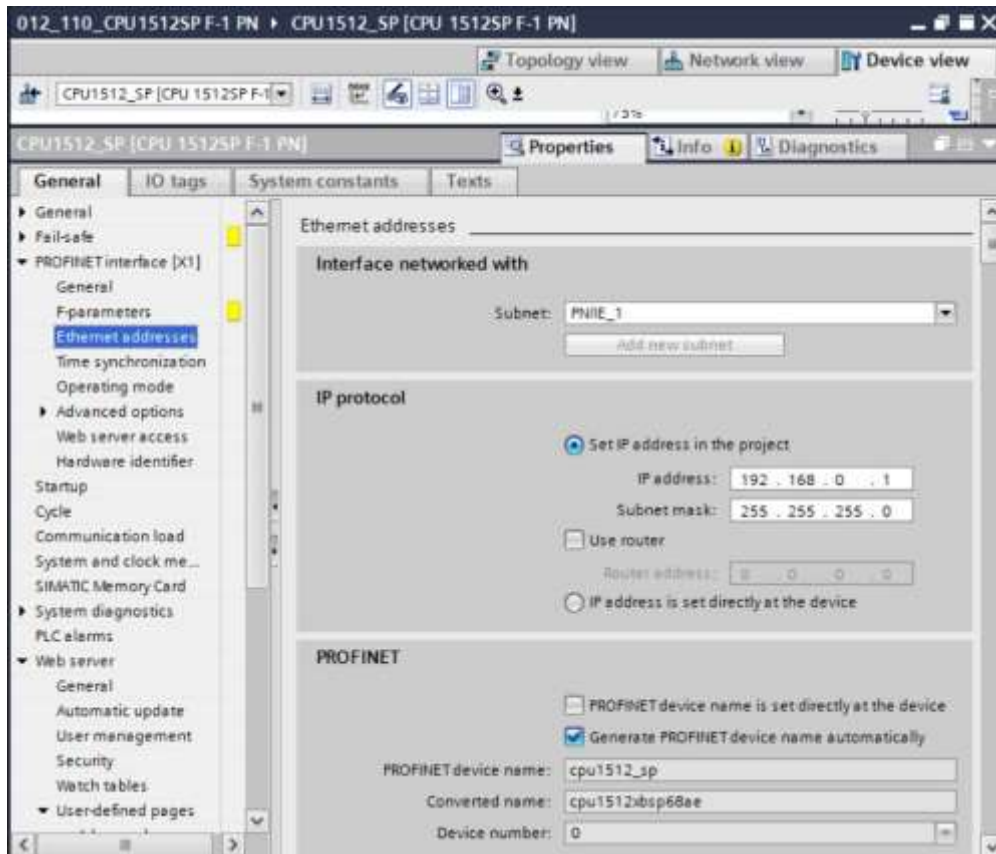 012_110_CPU1512SP F-1 PN ▸ CPU1512_SP [CPU 1512SP F-1 PN]
Topology view Network view Device view
CPU1512_SP [CPU 1512SP F-1
CPU1512_SP [CPU 1512SP F-1 PN] Properties Info Diagnostics
General IO tags System constants Texts
General
Fail-safe
PROFINET interface [X1]
General
F-parameters
Ethernet addresses
Time synchronization
Operating mode
Advanced options
Web server access
Hardware identifier
Startup
Cycle
Communication load
System and clock me...
SIMATIC Memory Card
System diagnostics
PLC alarms
Web server
General
Automatic update
User management
Security
Watch tables
User-defined pages
Ethernet addresses
Interface networked with
Subnet: PN/IE_1
Add new subnet
IP protocol
Set IP address in the project
IP address: 192 . 168 . 0 . 1
Subnet mask: 255 . 255 . 255 . 0
Use router
Router address: 0 . 0 . 0 . 0
IP address is set directly at the device
PROFINET
PROFINET device name is set directly at the device
Generate PROFINET device name automatically
PROFINET device name: cpu1512_sp
Converted name: cpu1512xbsp68ae
Device number: 0